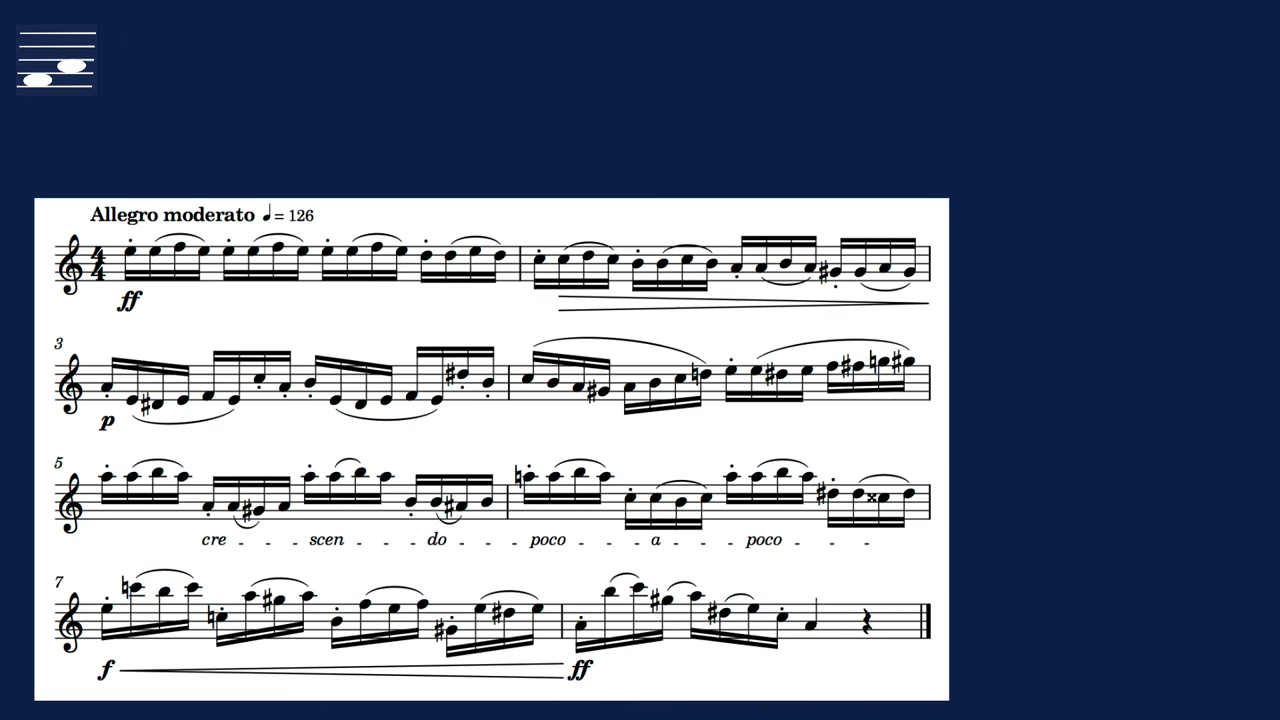 Allegro moderato ♩= 126
4
4
ff
3
p
5
cre - - - scen - - - do - - - poco - - - a - - - poco - - -
7
f ff